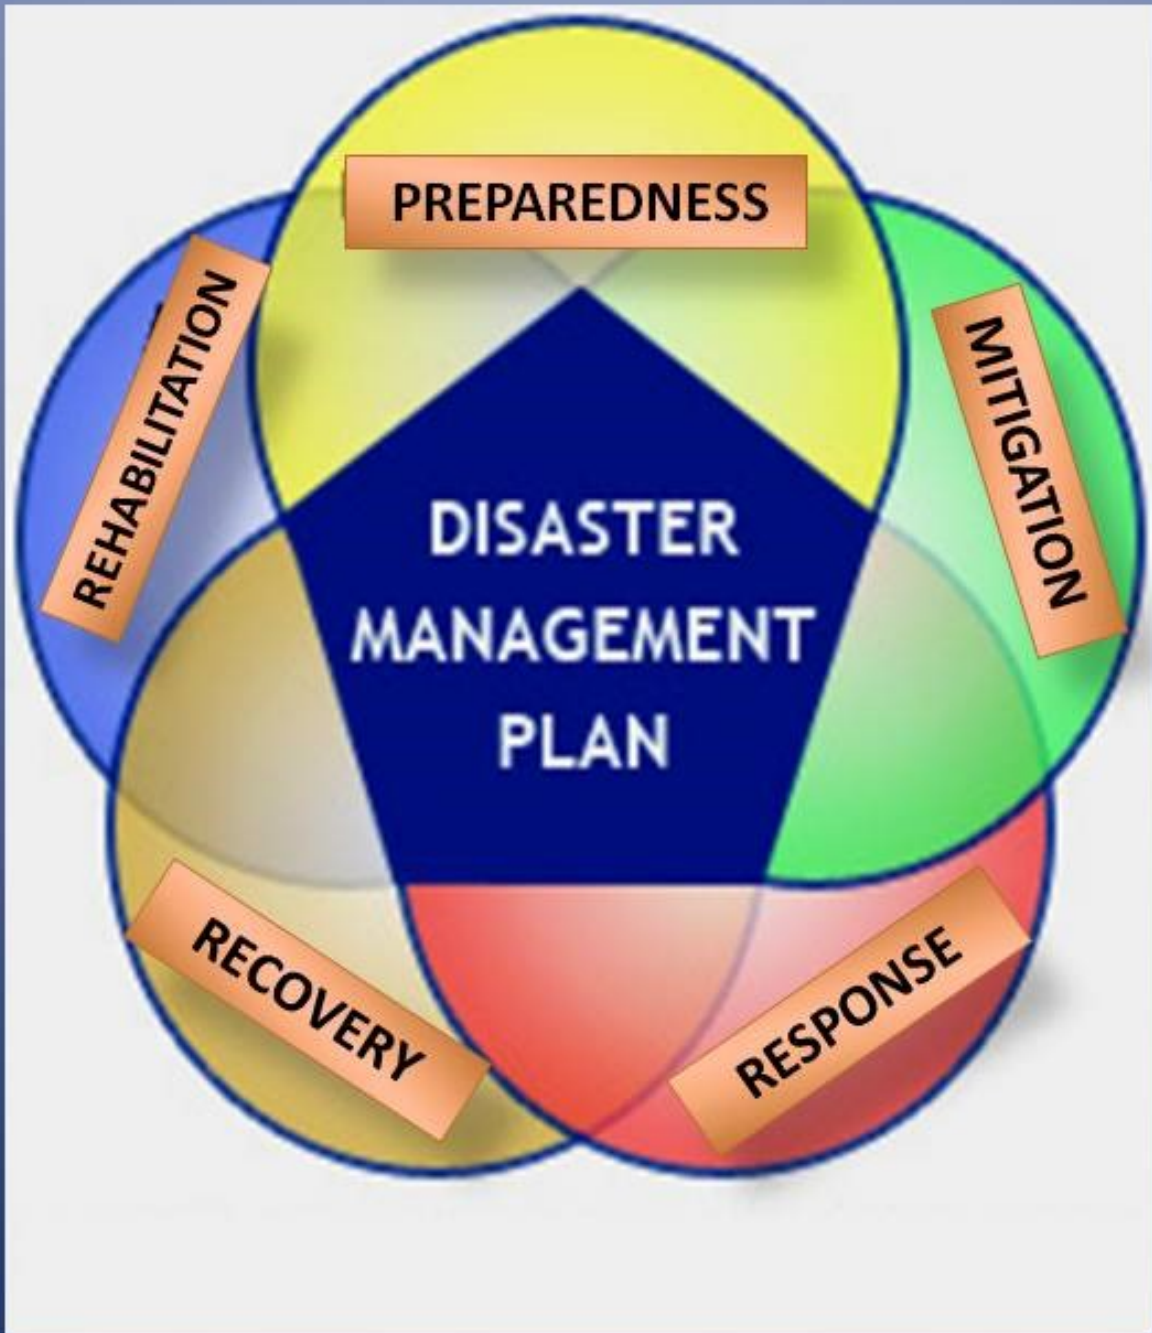 PREPAREDNESS
REHABILITATION
MITIGATION
DISASTER
MANAGEMENT
PLAN
RECOVERY
RESPONSE